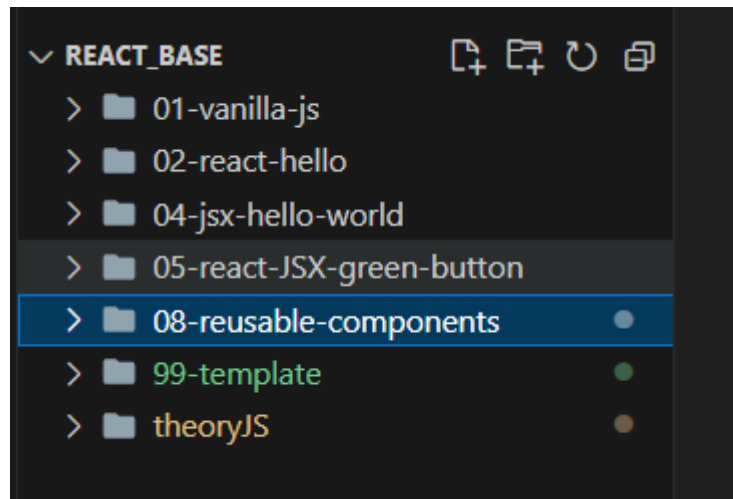 REACT_BASE
01-vanilla-js
02-react-hello
04-jsx-hello-world
05-react-JSX-green-button
08-reusable-components
99-template
theoryJS